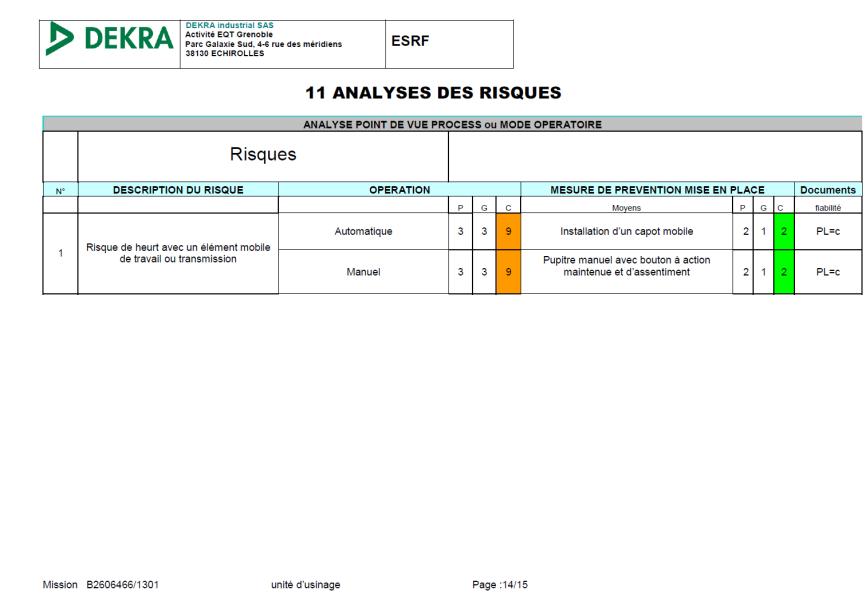 DEKRA
DEKRA industrial SAS
Activité EQT Grenoble
Parc Galaxie Sud, 4-6 rue des méridiens
38130 ECHIROLLES
ESRF
11 ANALYSES DES RISQUES
ANALYSE POINT DE VUE PROCESS ou MODE OPERATOIRE
Risques
N° DESCRIPTION DU RISQUE OPERATION MESURE DE PREVENTION MISE EN PLACE Documents
P G C Moyens P G C fiabilité
1 Risque de heurt avec un élément mobile
de travail ou transmission
Automatique 3 3 9 Installation d'un capot mobile 2 1 2 PL=c
Manuel 3 3 9 Pupitre manuel avec bouton à action
maintenue et d'assentiment 2 1 2 PL=c
Mission B2606466/1301 unité d'usinage Page :14/15